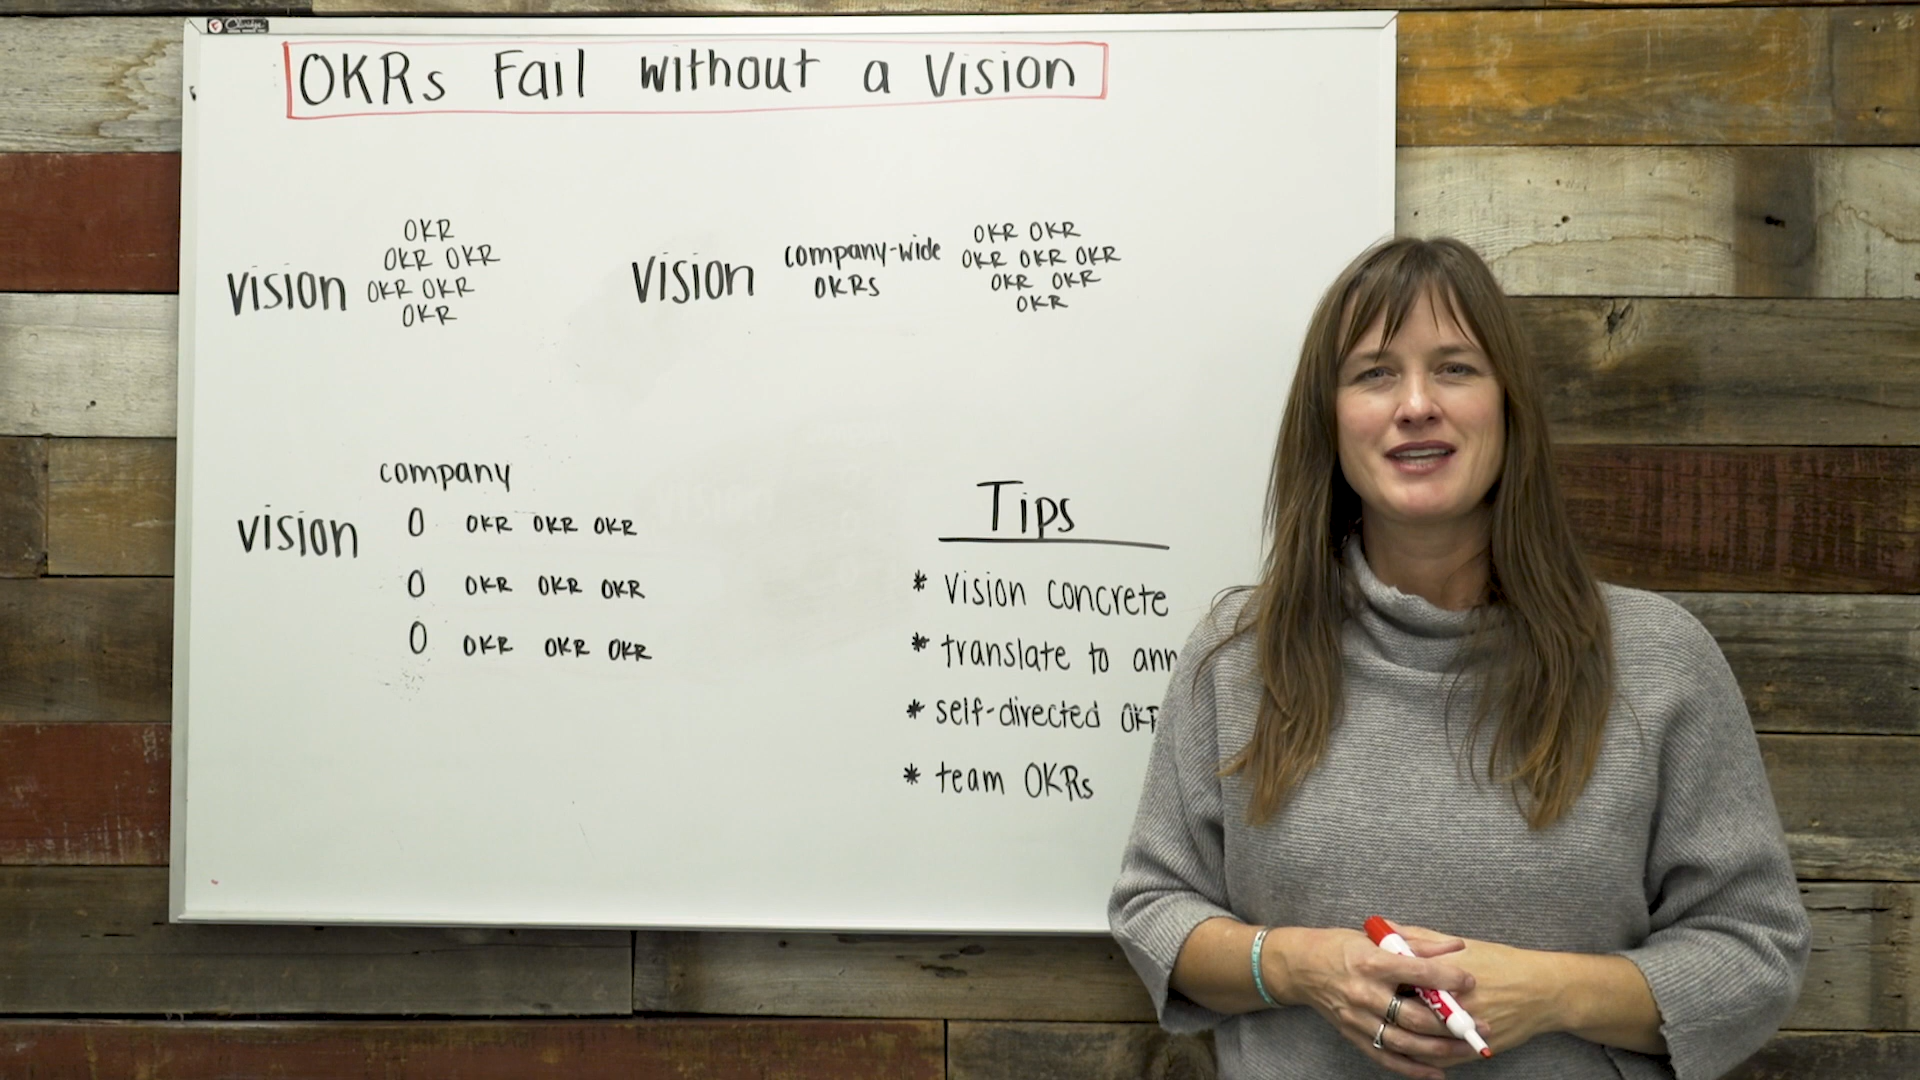 OKRs Fail without a Vision
vision
OKR
OKR OKR
OKR OKR
OKR
vision
company-wide
OKRS
OKR OKR
OKR OKR OKR
OKR OKR
OKR
vision
company
O OKR OKR OKR
O OKR OKR OKR
O OKR OKR OKR
Tips
* Vision concrete
* translate to
* self-directed
* team OKRs